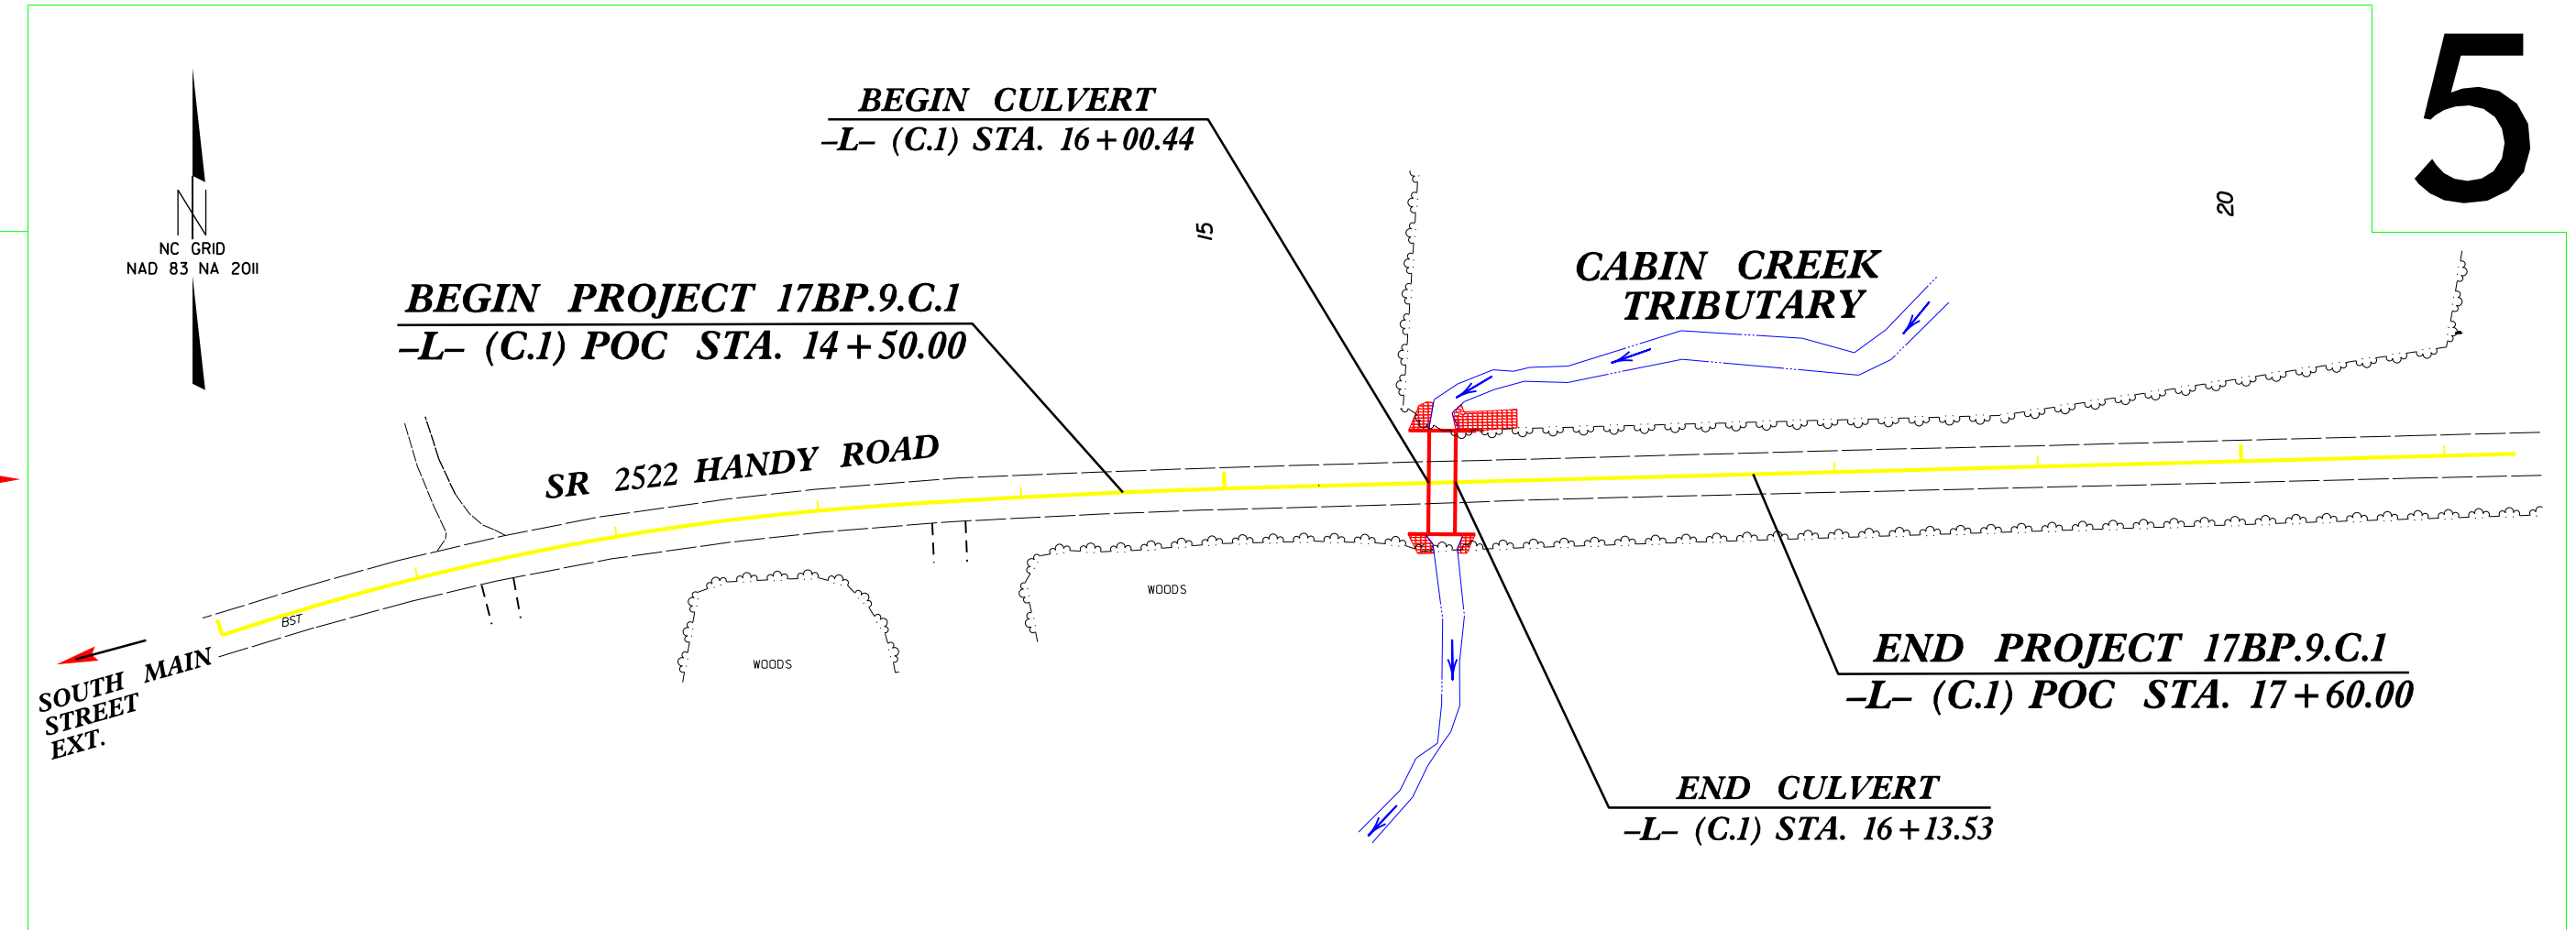 5
BEGIN CULVERT
–L– (C.1) STA. 16+00.44
N
NC GRID
NAD 83 NA 2011
15
20
CABIN CREEK
TRIBUTARY
BEGIN PROJECT 17BP.9.C.1
–L– (C.1) POC STA. 14+50.00
SR 2522 HANDY ROAD
BST
WOODS
WOODS
SOUTH MAIN
STREET
EXT.
END PROJECT 17BP.9.C.1
–L– (C.1) POC STA. 17+60.00
END CULVERT
–L– (C.1) STA. 16+13.53